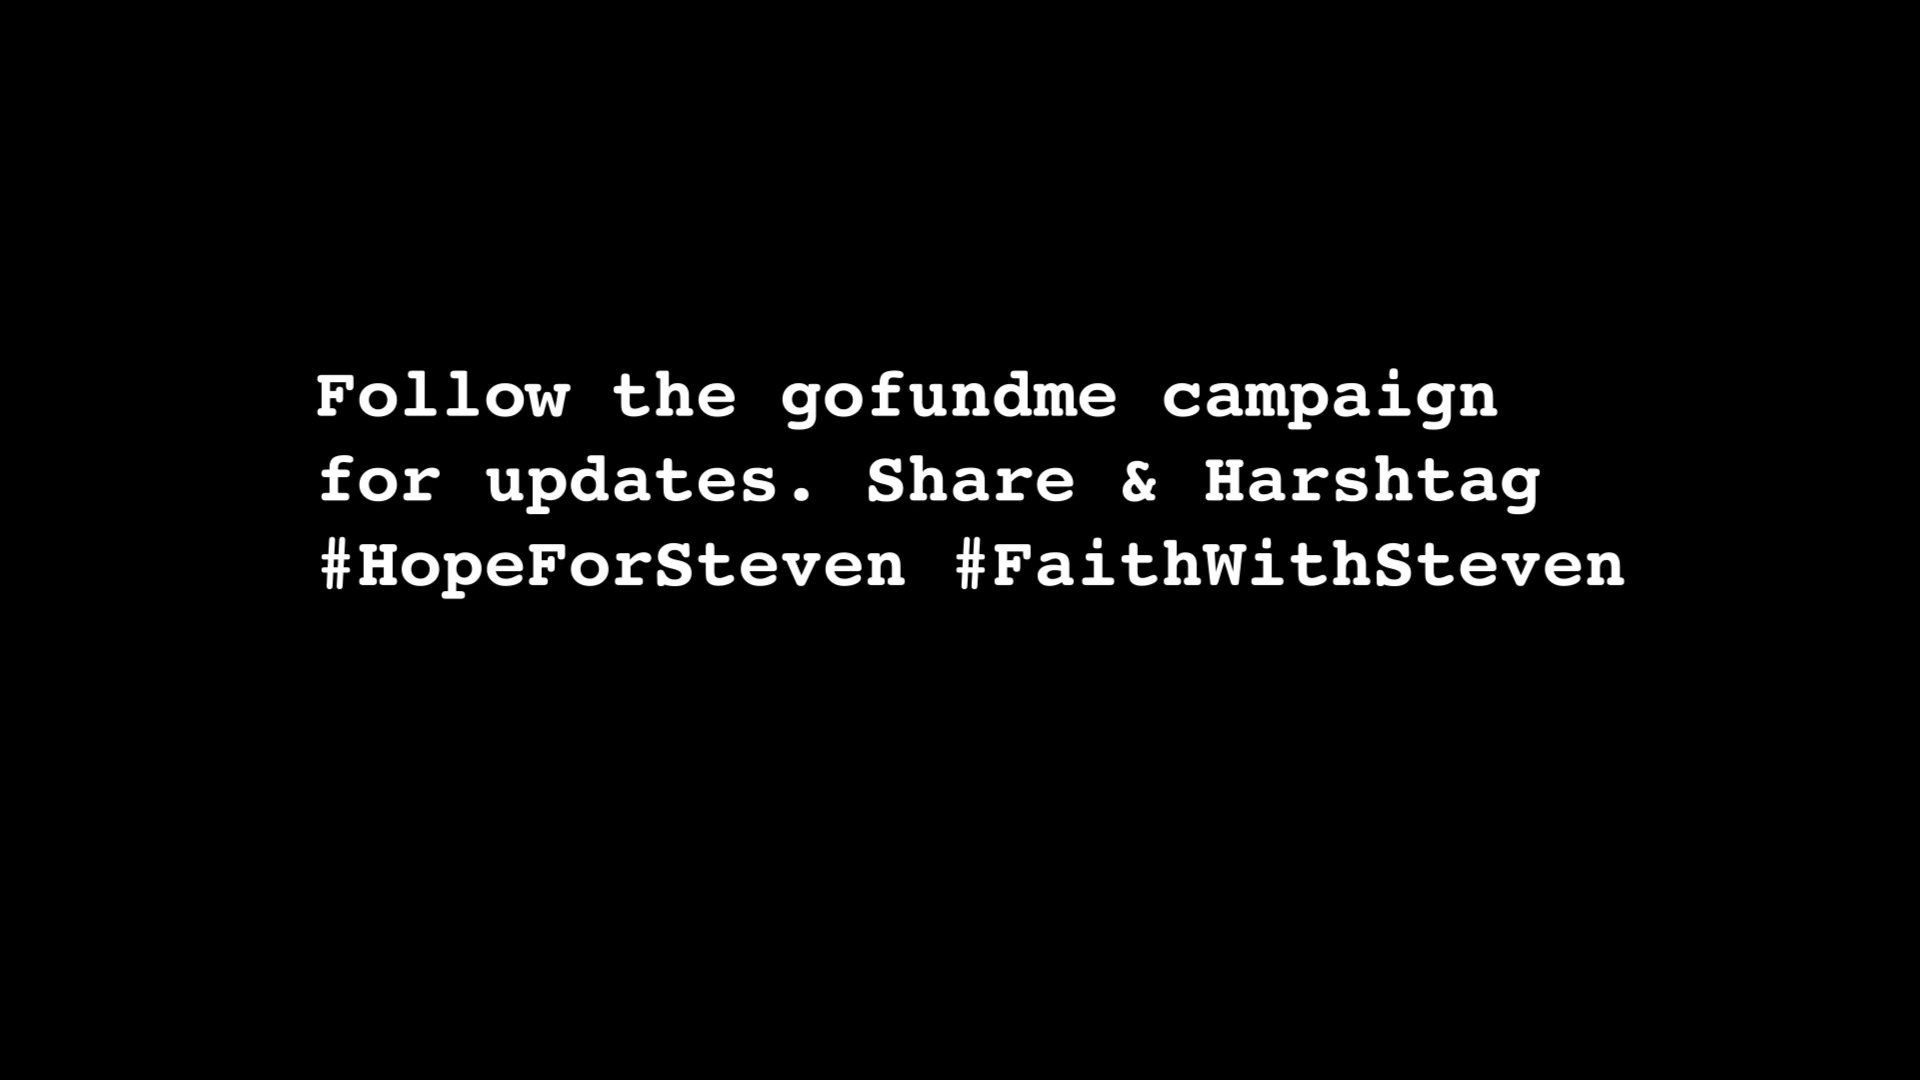 Follow the gofundme campaign
for updates. Share & Harshtag
#HopeForSteven #FaithWithSteven